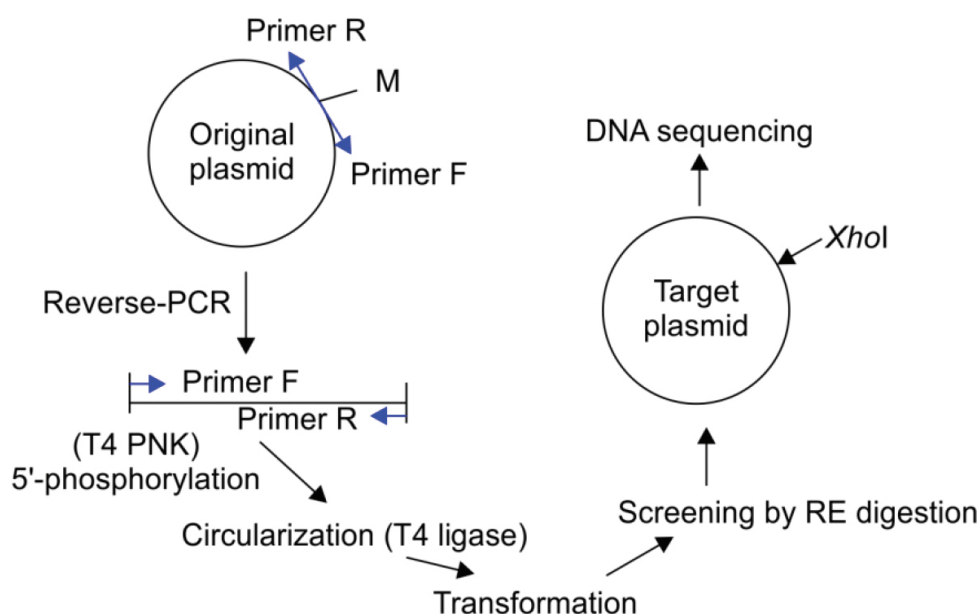 Primer R
M
Original
plasmid
Primer F
Reverse-PCR
Primer F
Primer R
(T4 PNK)
5'-phosphorylation
Circularization (T4 ligase)
Transformation
Screening by RE digestion
Target
plasmid
XhoI
DNA sequencing